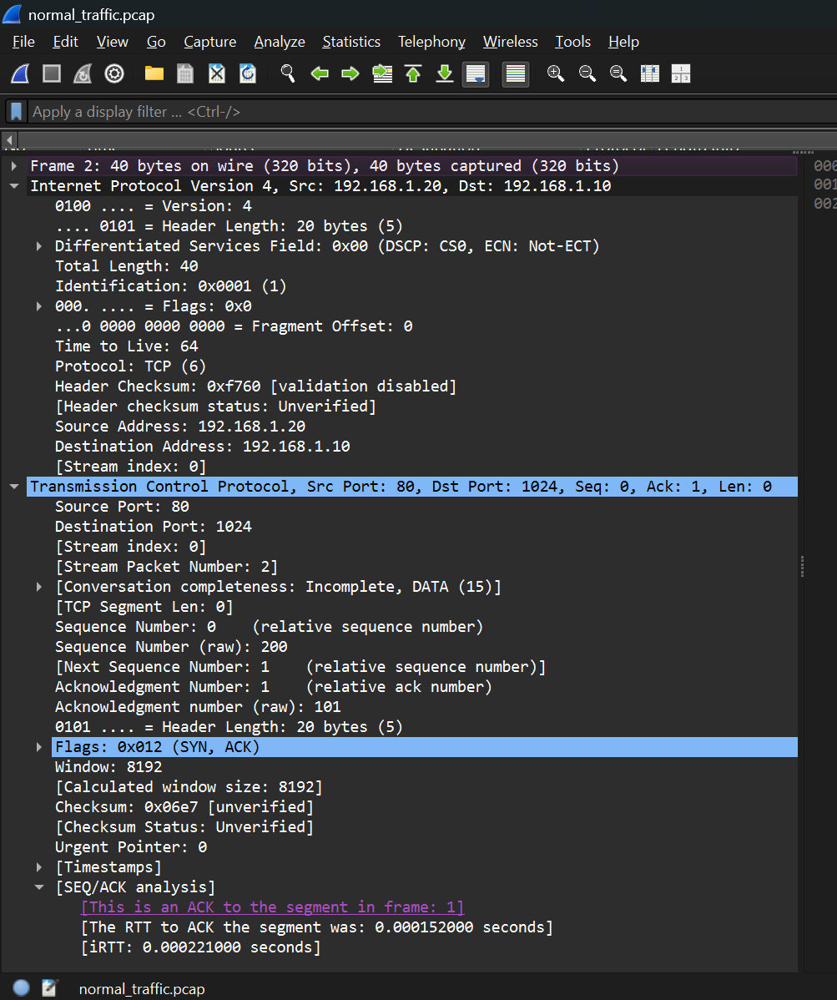 normal_traffic.pcap
File Edit View Go Capture Analyze Statistics Telephony Wireless Tools Help
Apply a display filter ... <Ctrl-/>
Frame 2: 40 bytes on wire (320 bits), 40 bytes captured (320 bits)
Internet Protocol Version 4, Src: 192.168.1.20, Dst: 192.168.1.10
0100 .... = Version: 4
.... 0101 = Header Length: 20 bytes (5)
Differentiated Services Field: 0x00 (DSCP: CS0, ECN: Not-ECT)
Total Length: 40
Identification: 0x0001 (1)
000. .... = Flags: 0x0
...0 0000 0000 0000 = Fragment Offset: 0
Time to Live: 64
Protocol: TCP (6)
Header Checksum: 0xf760 [validation disabled]
[Header checksum status: Unverified]
Source Address: 192.168.1.20
Destination Address: 192.168.1.10
[Stream index: 0]
Transmission Control Protocol, Src Port: 80, Dst Port: 1024, Seq: 0, Ack: 1, Len: 0
Source Port: 80
Destination Port: 1024
[Stream index: 0]
[Stream Packet Number: 2]
[Conversation completeness: Incomplete, DATA (15)]
[TCP Segment Len: 0]
Sequence Number: 0    (relative sequence number)
Sequence Number (raw): 200
[Next Sequence Number: 1    (relative sequence number)]
Acknowledgment Number: 1    (relative ack number)
Acknowledgment number (raw): 101
0101 .... = Header Length: 20 bytes (5)
Flags: 0x012 (SYN, ACK)
Window: 8192
[Calculated window size: 8192]
Checksum: 0x06e7 [unverified]
[Checksum Status: Unverified]
Urgent Pointer: 0
[Timestamps]
[SEQ/ACK analysis]
[This is an ACK to the segment in frame: 1]
[The RTT to ACK the segment was: 0.000152000 seconds]
[iRTT: 0.000221000 seconds]
000
001
002
normal_traffic.pcap